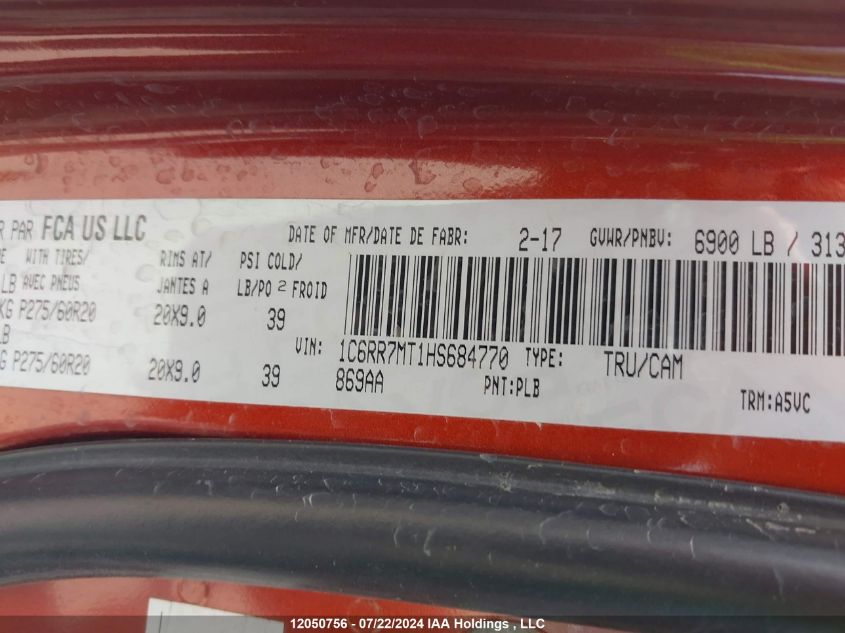 R PAR FCA US LLC
DATE OF MFR/DATE DE FABR: 2-17 GVWR/PNBV: 6900 LB / 313
WITH TIRES/ RIMS AT/ PSI COLD/
LB AVEC PNEUS JANTES A LB/PO 2 FROID
KG P275/60R20 20X9.0 39
LB
VIN: 1C6RR7MT1HS684770 TYPE: TRU/CAM
G P275/60R20 20X9.0 39 869AA PNT:PLB TRM:A5VC
12050756 - 07/22/2024 IAA Holdings , LLC